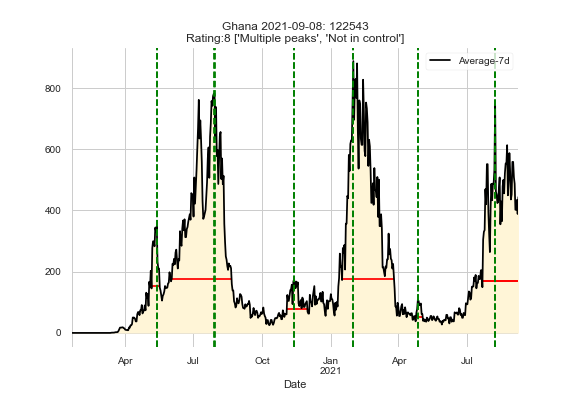 Ghana 2021-09-08: 122543
Rating:8 ['Multiple peaks', 'Not in control']
Average-7d
800
600
400
200
0
Apr
Jul
Oct
Jan
2021
Apr
Jul
Date